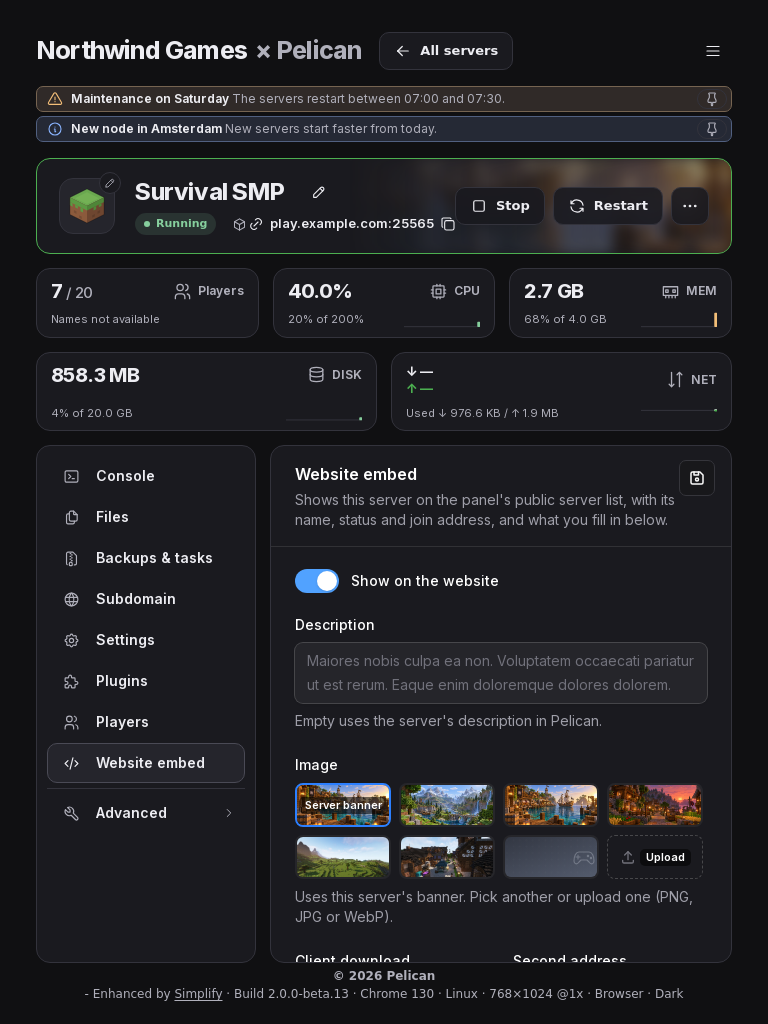 Northwind Games × Pelican
All servers
Maintenance on Saturday The servers restart between 07:00 and 07:30.
New node in Amsterdam New servers start faster from today.
Survival SMP
Running
play.example.com:25565
Stop
Restart
7 / 20
Players
Names not available
40.0%
CPU
20% of 200%
2.7 GB
MEM
68% of 4.0 GB
858.3 MB
DISK
4% of 20.0 GB
↓ —
↑ —
NET
Used ↓ 976.6 KB / ↑ 1.9 MB
Console
Files
Backups & tasks
Subdomain
Settings
Plugins
Players
Website embed
Advanced
Website embed
Shows this server on the panel's public server list, with its
name, status and join address, and what you fill in below.
Show on the website
Description
Maiores nobis culpa ea non. Voluptatem occaecati pariatur
ut est rerum. Eaque enim doloremque dolores dolorem.
Empty uses the server's description in Pelican.
Image
Server banner
Upload
Uses this server's banner. Pick another or upload one (PNG,
JPG or WebP).
Client download
Second address
© 2026 Pelican
- Enhanced by Simplify · Build 2.0.0-beta.13 · Chrome 130 · Linux · 768×1024 @1x · Browser · Dark